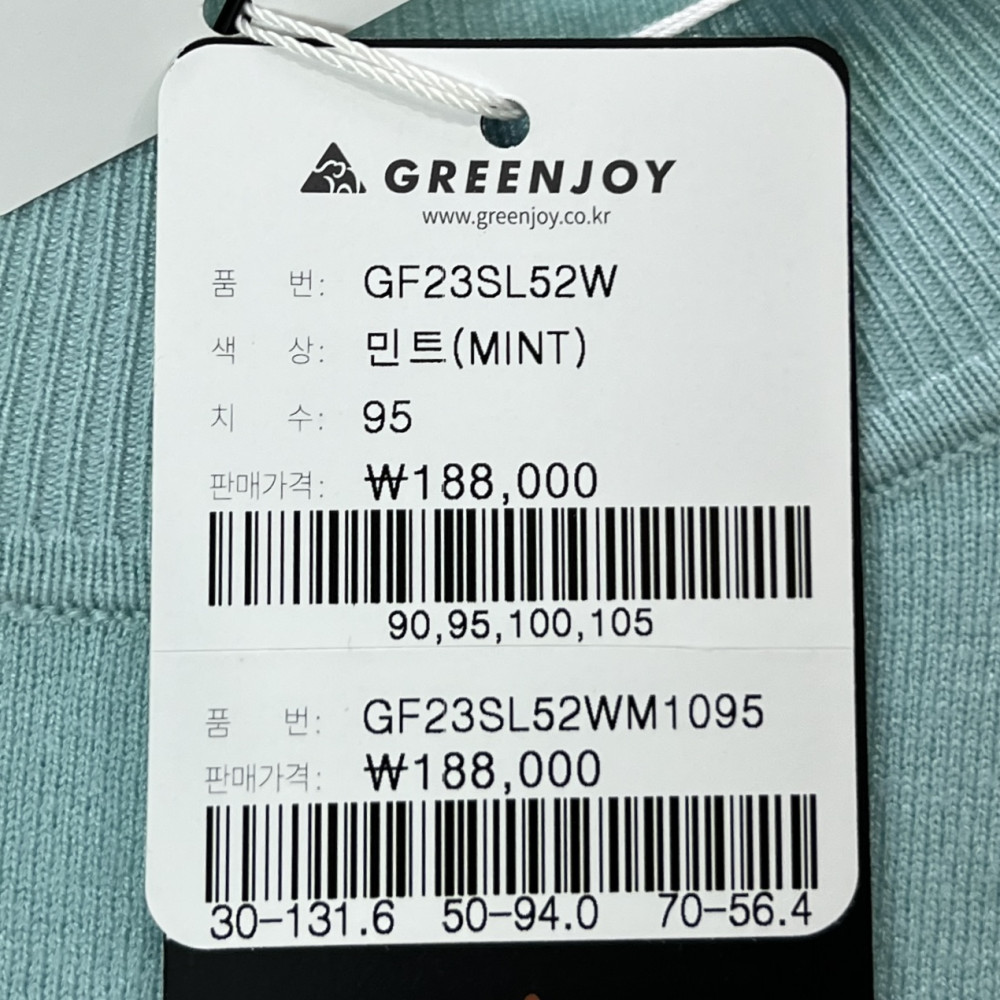 GREENJOY
www.greenjoy.co.kr
품 번: GF23SL52W
색 상: 민트(MINT)
치 수: 95
판매가격: ₩188,000
90,95,100,105
품 번: GF23SL52WM1095
판매가격: ₩188,000
30-131.6 50-94.0 70-56.4